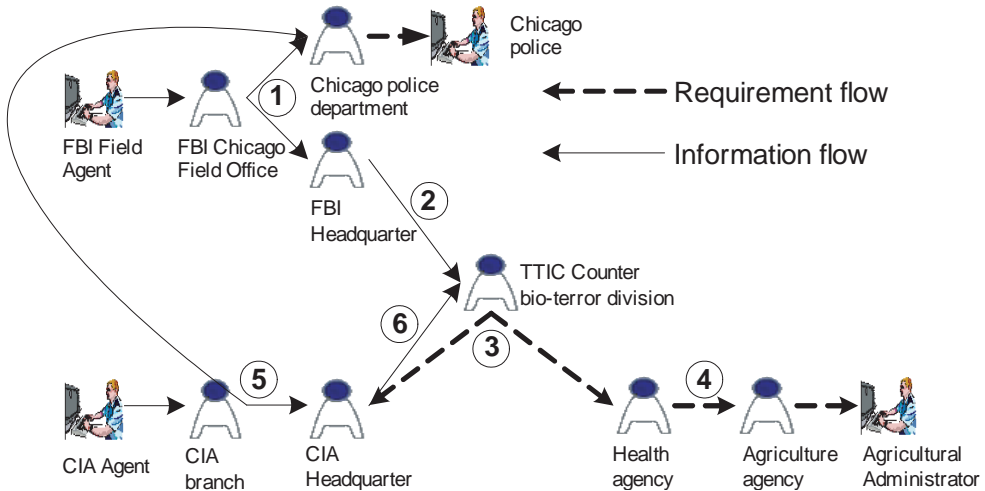 Chicago
police
Chicago police
department
1
Requirement flow
FBI Field
Agent
FBI Chicago
Field Office
Information flow
2
FBI
Headquarter
TTIC Counter
bio-terror division
6
3
5
4
CIA Agent
CIA
branch
CIA
Headquarter
Health
agency
Agriculture
agency
Agricultural
Administrator